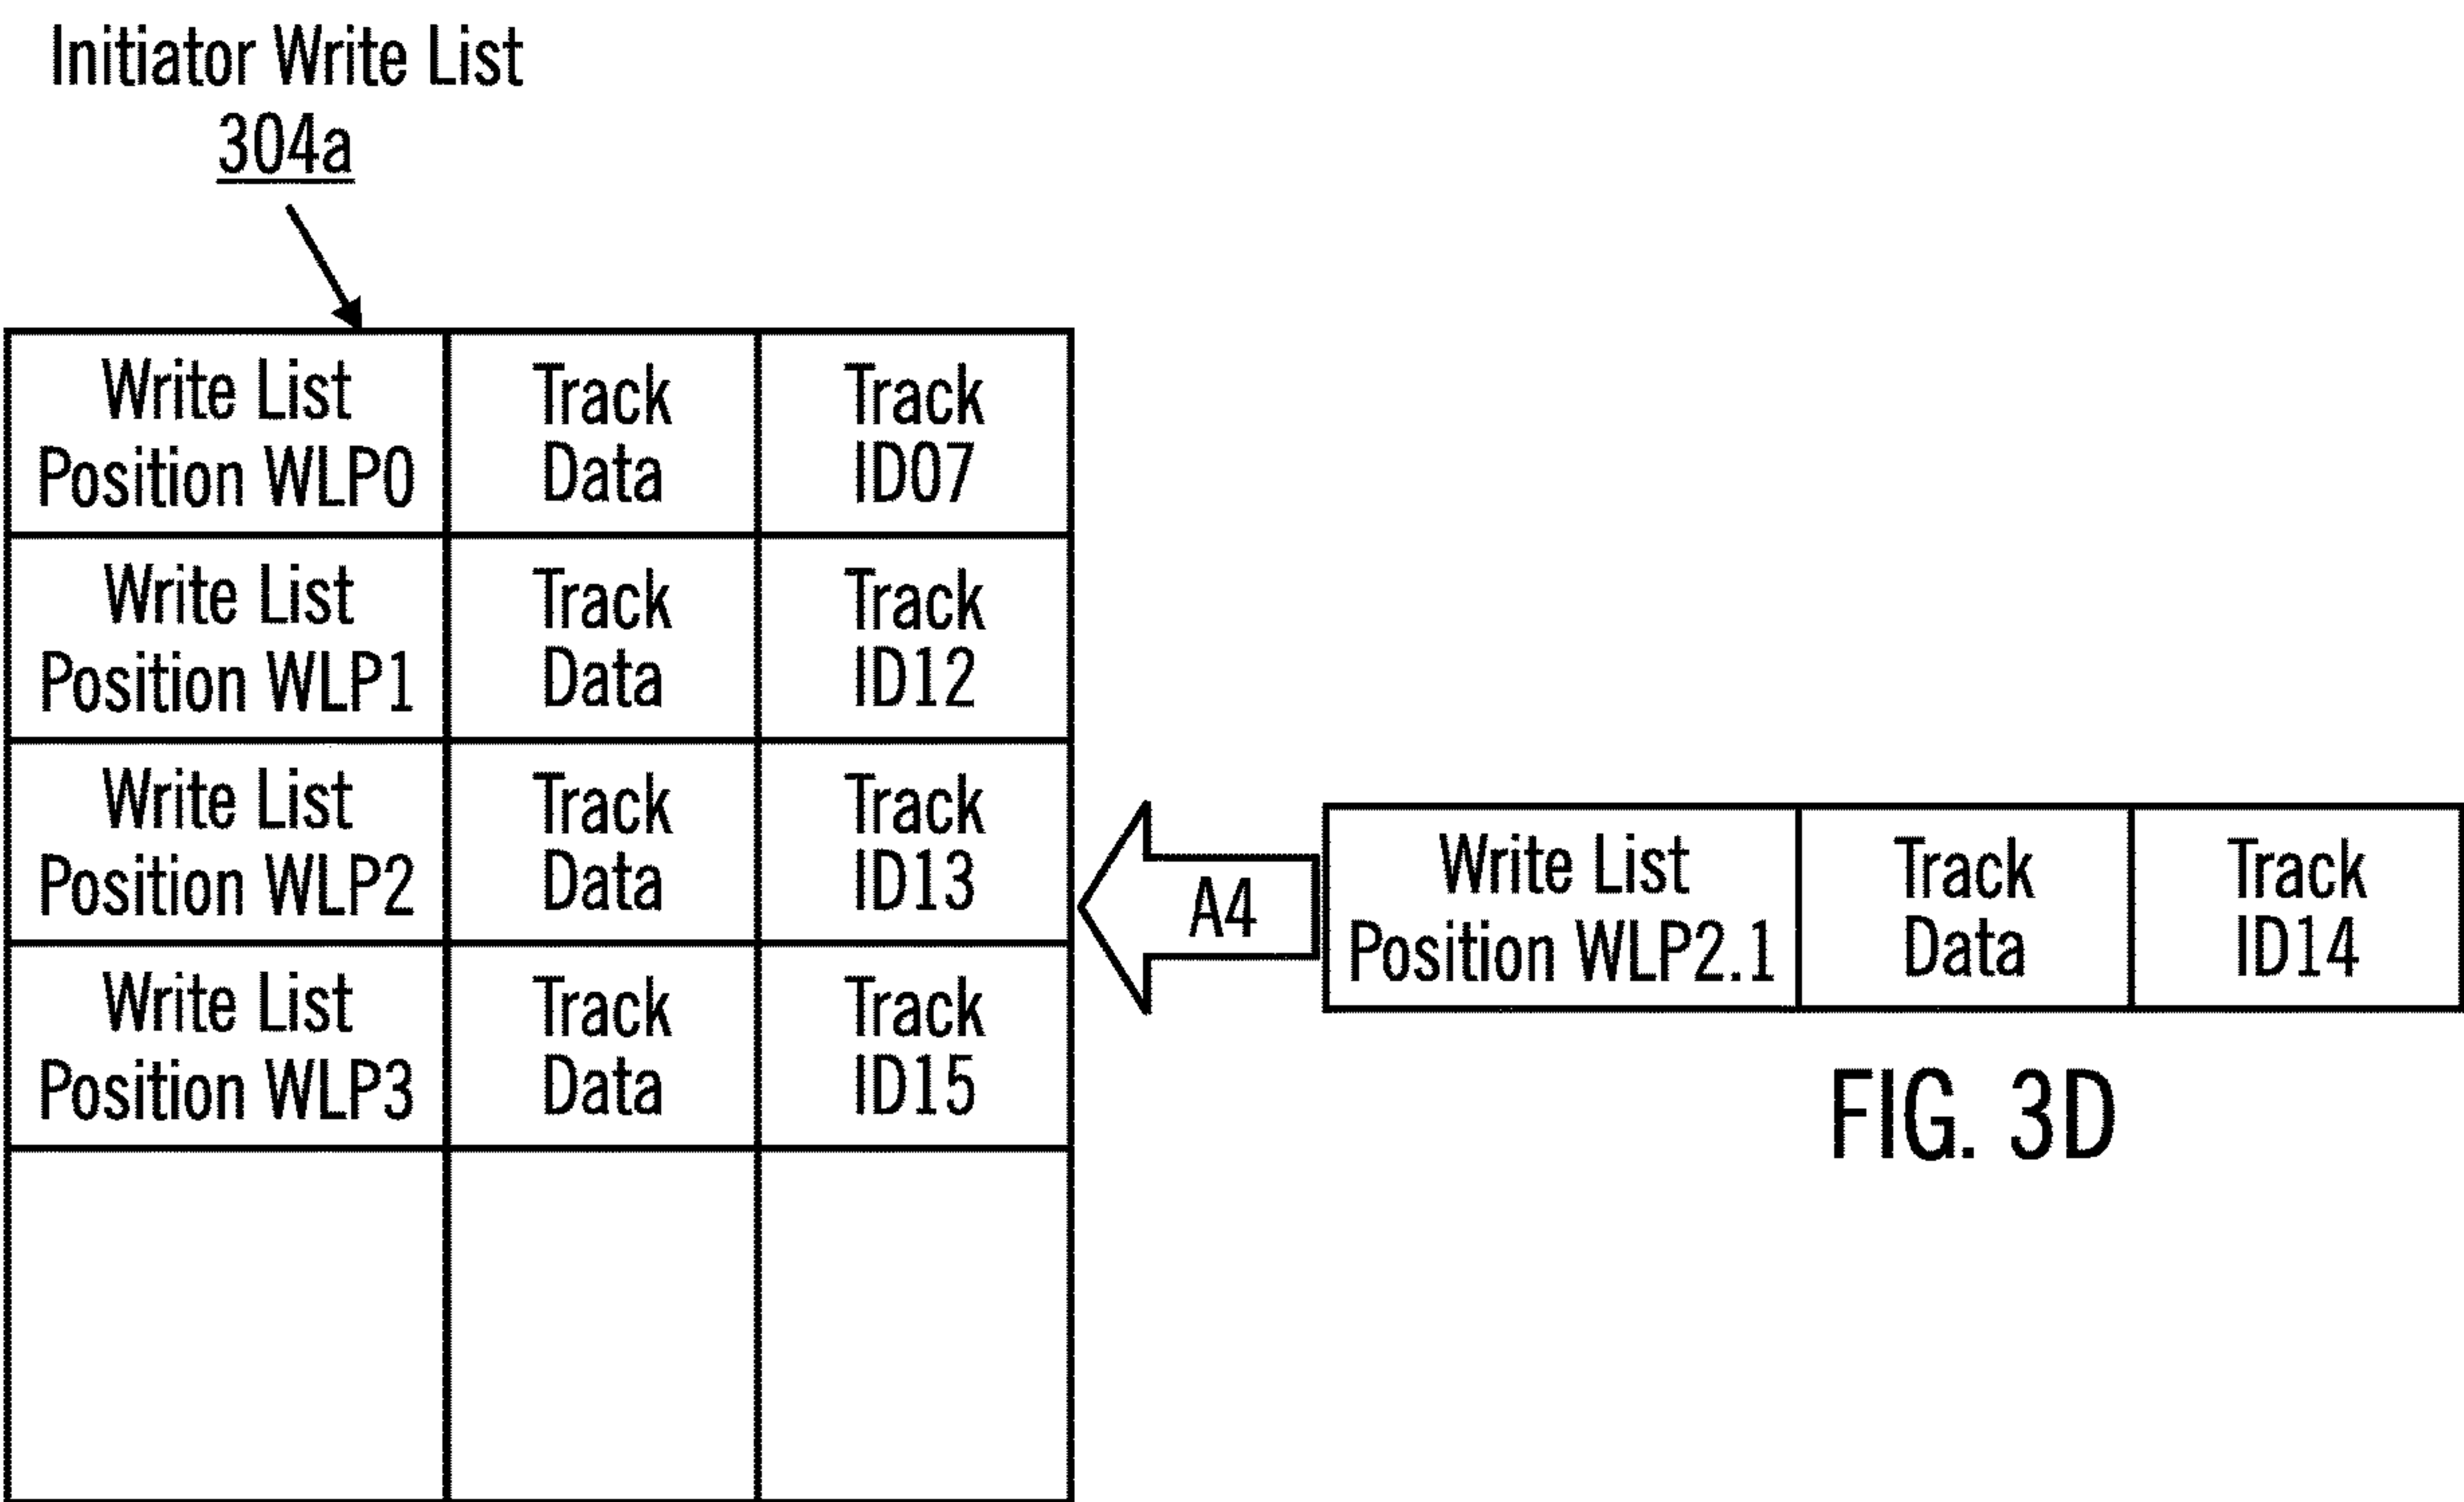 Initiator Write List
304a
Write List
Position WLP0
Track
Data
Track
ID07
Write List
Position WLP1
Track
Data
Track
ID12
Write List
Position WLP2
Track
Data
Track
ID13
Write List
Position WLP3
Track
Data
Track
ID15
A4
Write List
Position WLP2.1
Track
Data
Track
ID14
FIG. 3D